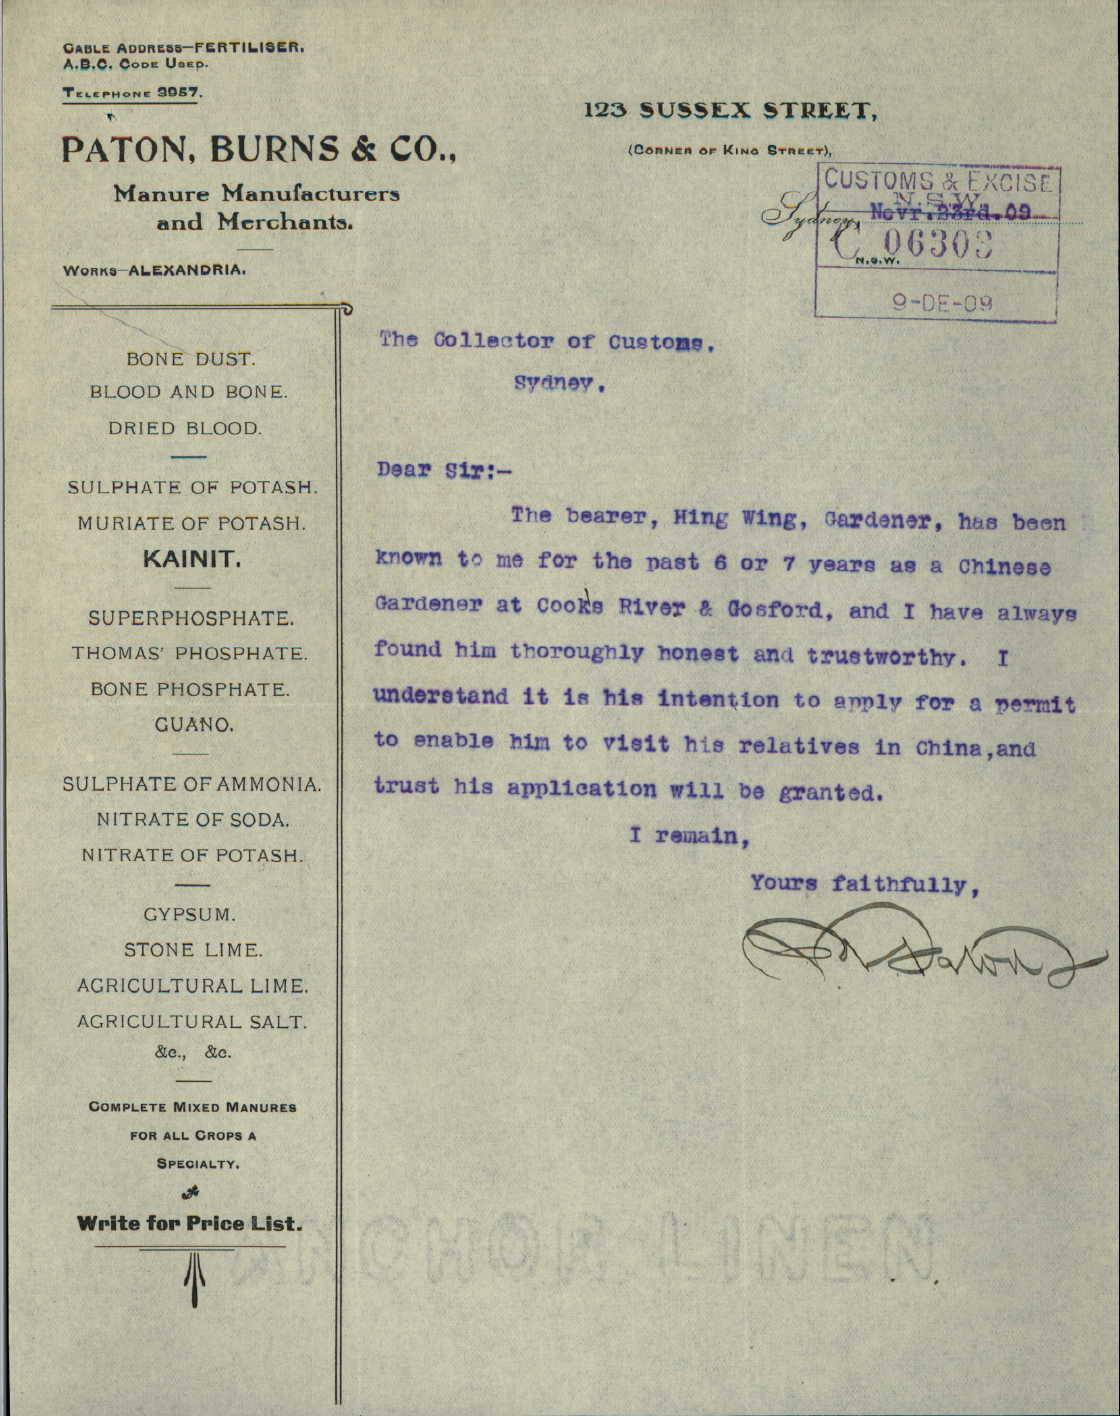 CABLE ADDRESS—FERTILISER.
A.B.C. CODE USED.
TELEPHONE 3957.
PATON, BURNS & CO.,
Manure Manufacturers
and Merchants.
WORKS—ALEXANDRIA.
123 SUSSEX STREET,
(CORNER OF KING STREET),
Sydney, Novr. 23rd. 09
N.S.W.
CUSTOMS & EXCISE
N.S.W.
C 06303
9-DE-09
BONE DUST.
BLOOD AND BONE.
DRIED BLOOD.
SULPHATE OF POTASH.
MURIATE OF POTASH.
KAINIT.
SUPERPHOSPHATE.
THOMAS' PHOSPHATE.
BONE PHOSPHATE.
GUANO.
SULPHATE OF AMMONIA.
NITRATE OF SODA.
NITRATE OF POTASH.
GYPSUM.
STONE LIME.
AGRICULTURAL LIME.
AGRICULTURAL SALT.
&c., &c.
COMPLETE MIXED MANURES
FOR ALL CROPS A
SPECIALTY.
Write for Price List.
The Collector of Customs.
Sydney.
Dear Sir:-
The bearer, Hing Wing, Gardener, has been
known to me for the past 6 or 7 years as a Chinese
Gardener at Cook's River & Gosford, and I have always
found him thoroughly honest and trustworthy. I
understand it is his intention to apply for a permit
to enable him to visit his relatives in China,and
trust his application will be granted.
I remain,
Yours faithfully,
Paton
ANCHOR LINEN